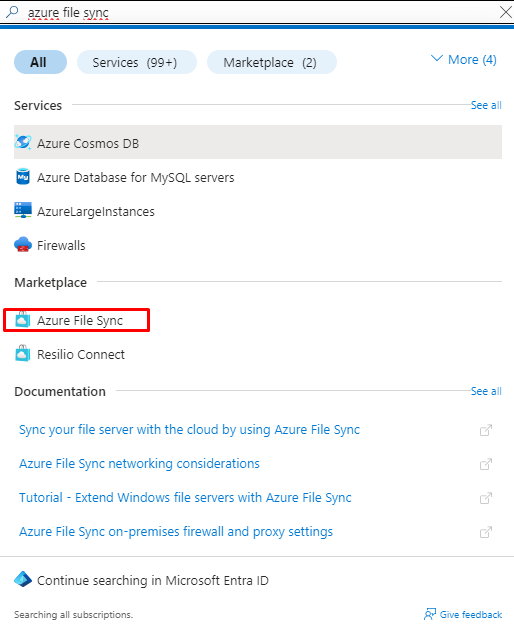 azure file sync
All
Services (99+)
Marketplace (2)
More (4)
Services
See all
Azure Cosmos DB
Azure Database for MySQL servers
AzureLargeInstances
Firewalls
Marketplace
Azure File Sync
Resilio Connect
Documentation
See all
Sync your file server with the cloud by using Azure File Sync
Azure File Sync networking considerations
Tutorial - Extend Windows file servers with Azure File Sync
Azure File Sync on-premises firewall and proxy settings
Continue searching in Microsoft Entra ID
Searching all subscriptions.
Give feedback